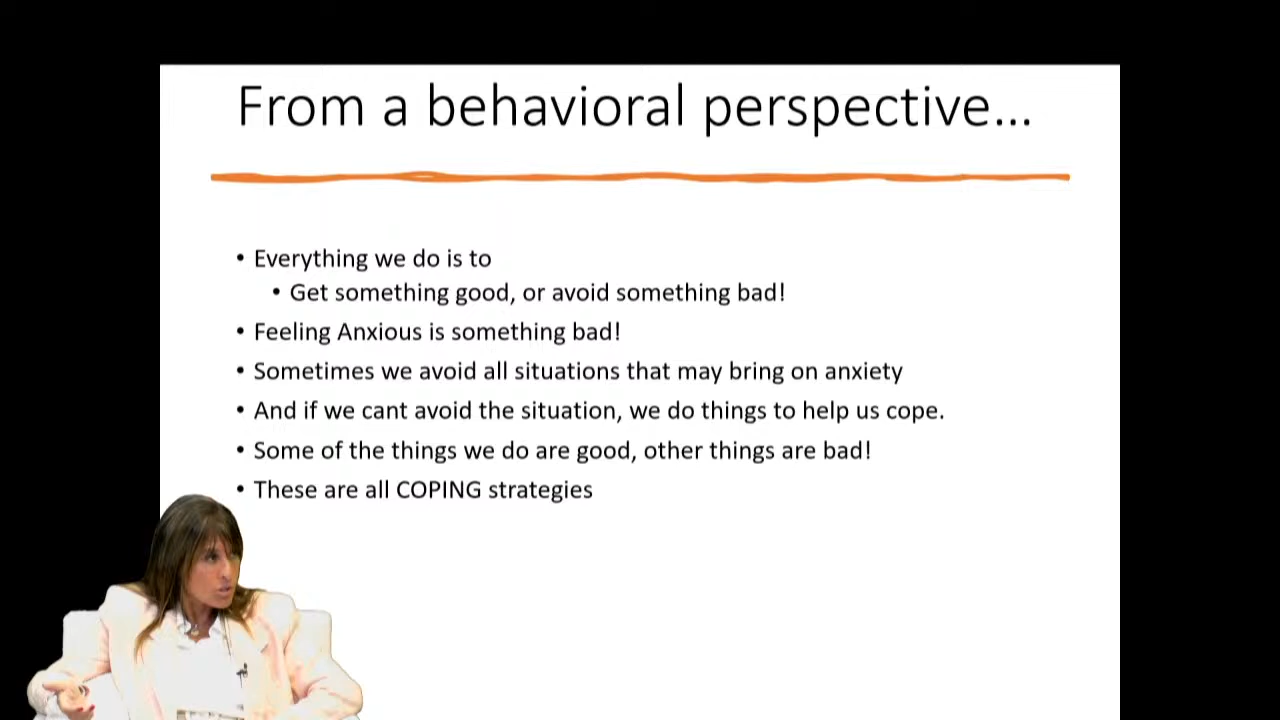 From a behavioral perspective...
• Everything we do is to
• Get something good, or avoid something bad!
• Feeling Anxious is something bad!
• Sometimes we avoid all situations that may bring on anxiety
• And if we cant avoid the situation, we do things to help us cope.
• Some of the things we do are good, other things are bad!
• These are all COPING strategies